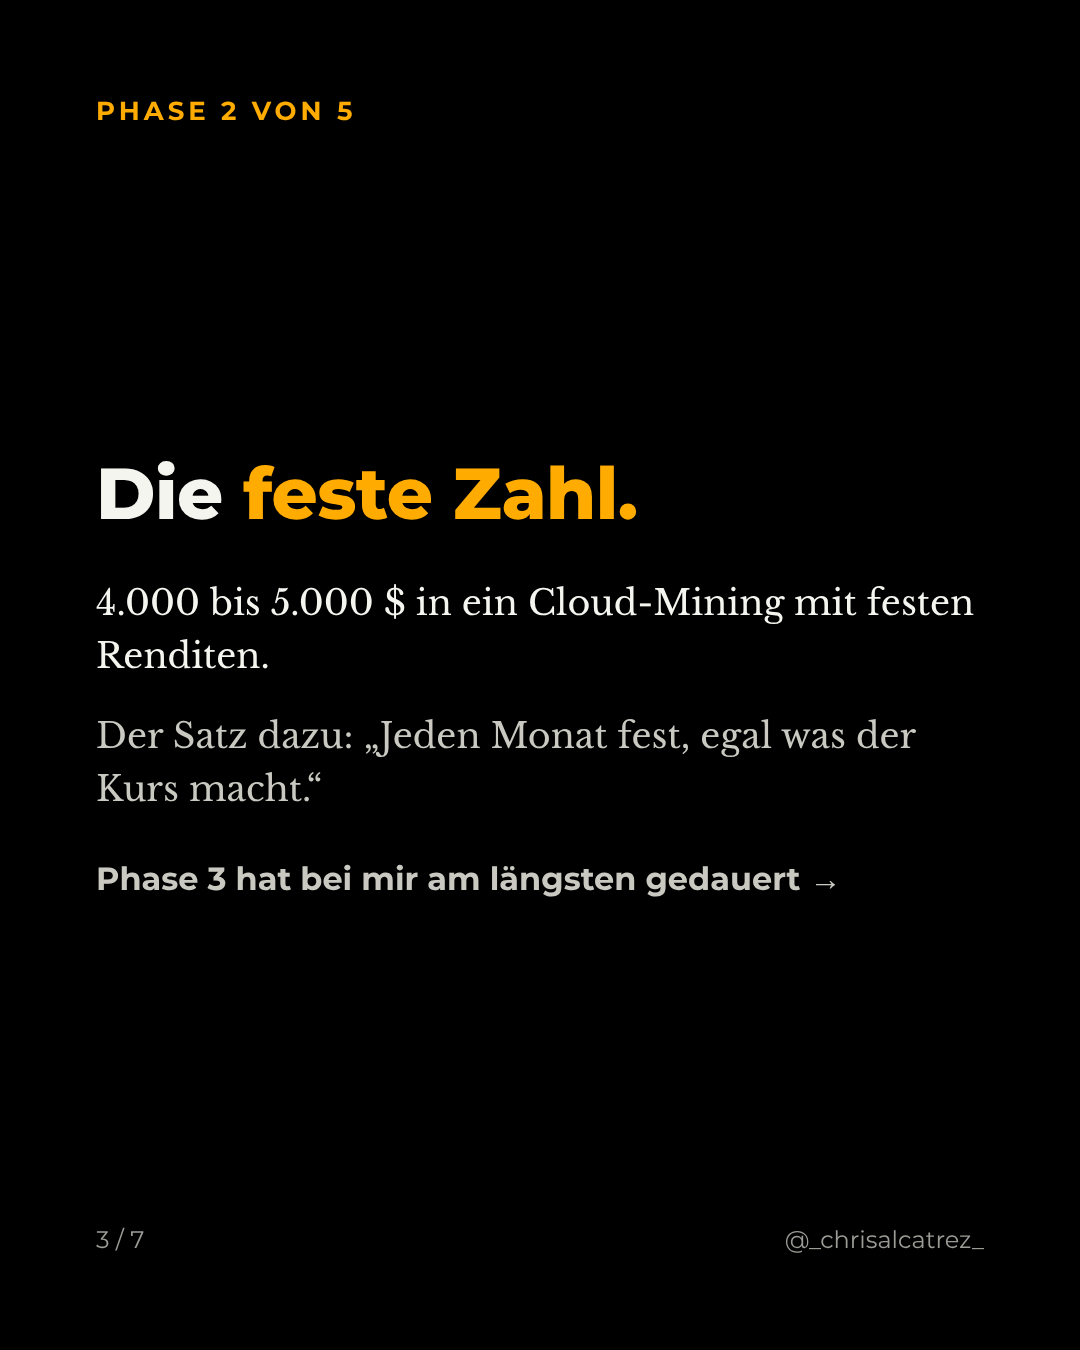 PHASE 2 VON 5
Die feste Zahl.
4.000 bis 5.000 $ in ein Cloud-Mining mit festen
Renditen.
Der Satz dazu: „Jeden Monat fest, egal was der
Kurs macht.“
Phase 3 hat bei mir am längsten gedauert →
3 / 7
@_chrisalcatrez_